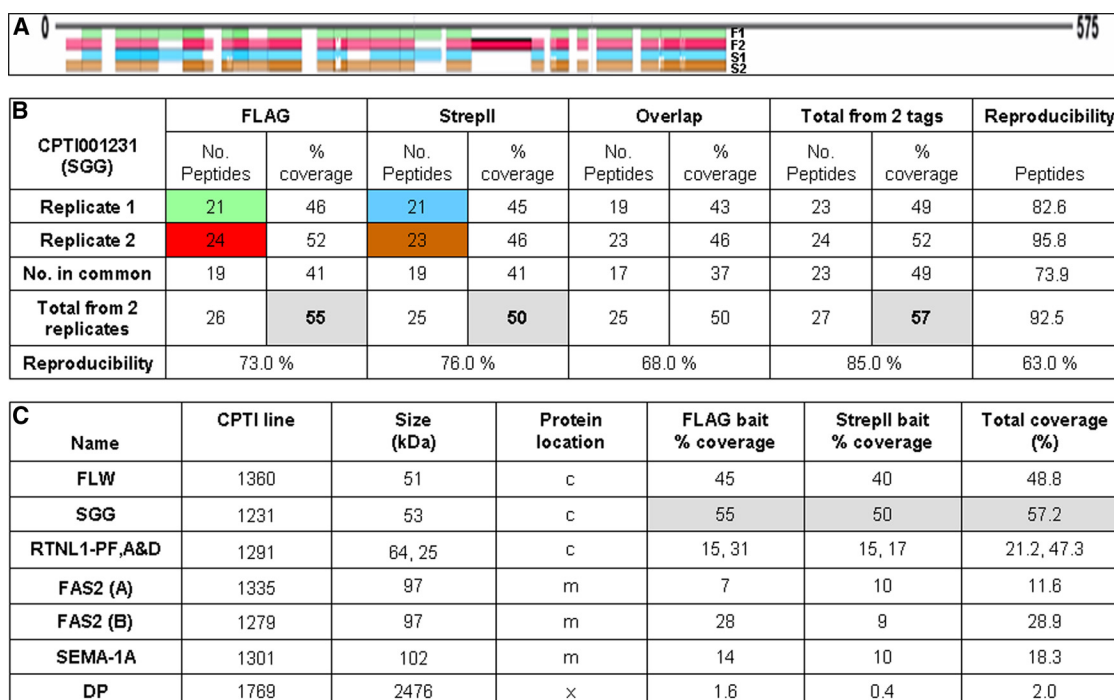 A 0 575
F1
F2
S1
S2
B
CPTI001231 (SGG) FLAG StrepII Overlap Total from 2 tags Reproducibility
No. Peptides % coverage No. Peptides % coverage No. Peptides % coverage No. Peptides % coverage Peptides
Replicate 1 21 46 21 45 19 43 23 49 82.6
Replicate 2 24 52 23 46 23 46 24 52 95.8
No. in common 19 41 19 41 17 37 23 49 73.9
Total from 2 replicates 26 55 25 50 25 50 27 57 92.5
Reproducibility 73.0 % 76.0 % 68.0 % 85.0 % 63.0 %
C
Name CPTI line Size (kDa) Protein location FLAG bait % coverage StrepII bait % coverage Total coverage (%)
FLW 1360 51 c 45 40 48.8
SGG 1231 53 c 55 50 57.2
RTNL1-PF,A&D 1291 64, 25 c 15, 31 15, 17 21.2, 47.3
FAS2 (A) 1335 97 m 7 10 11.6
FAS2 (B) 1279 97 m 28 9 28.9
SEMA-1A 1301 102 m 14 10 18.3
DP 1769 2476 x 1.6 0.4 2.0